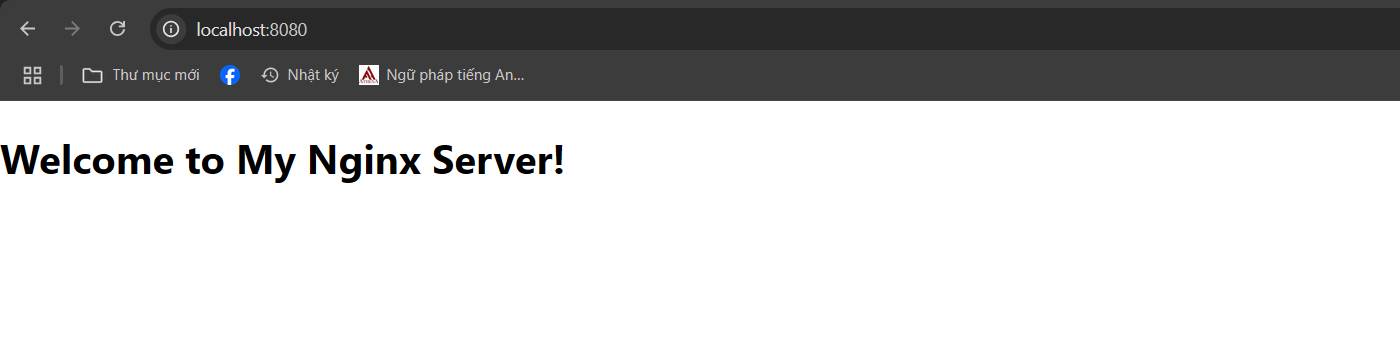 localhost:8080
Thư mục mới Nhật ký Ngữ pháp tiếng An...
Welcome to My Nginx Server!